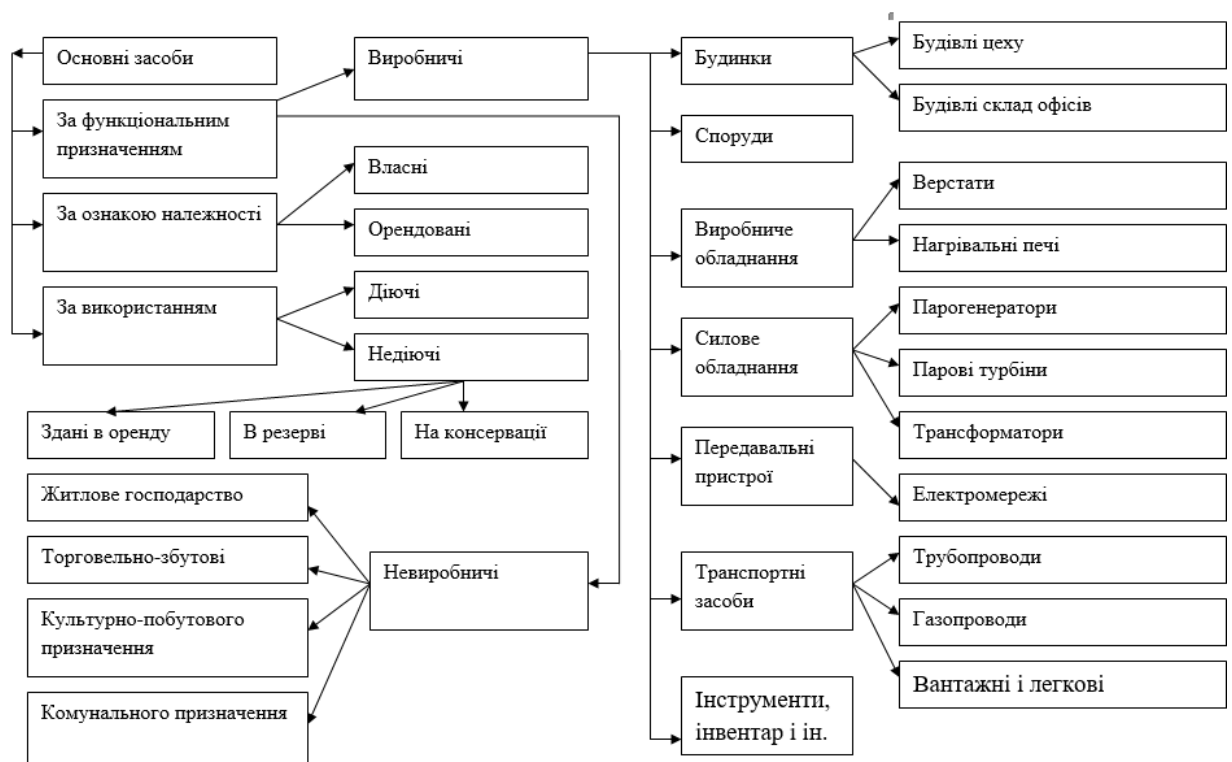 Основні засоби
За функціональним
призначенням
За ознакою належності
За використанням
Виробничі
Власні
Орендовані
Діючі
Недіючі
Здані в оренду
В резерві
На консервації
Житлове господарство
Торговельно-збутові
Культурно-побутового
призначення
Комунального призначення
Невиробничі
Будинки
Споруди
Виробниче
обладнання
Силове
обладнання
Передавальні
пристрої
Транспортні
засоби
Інструменти,
інвентар і ін.
Будівлі цеху
Будівлі склад офісів
Верстати
Нагрівальні печі
Парогенератори
Парові турбіни
Трансформатори
Електромережі
Трубопроводи
Газопроводи
Вантажні і легкові